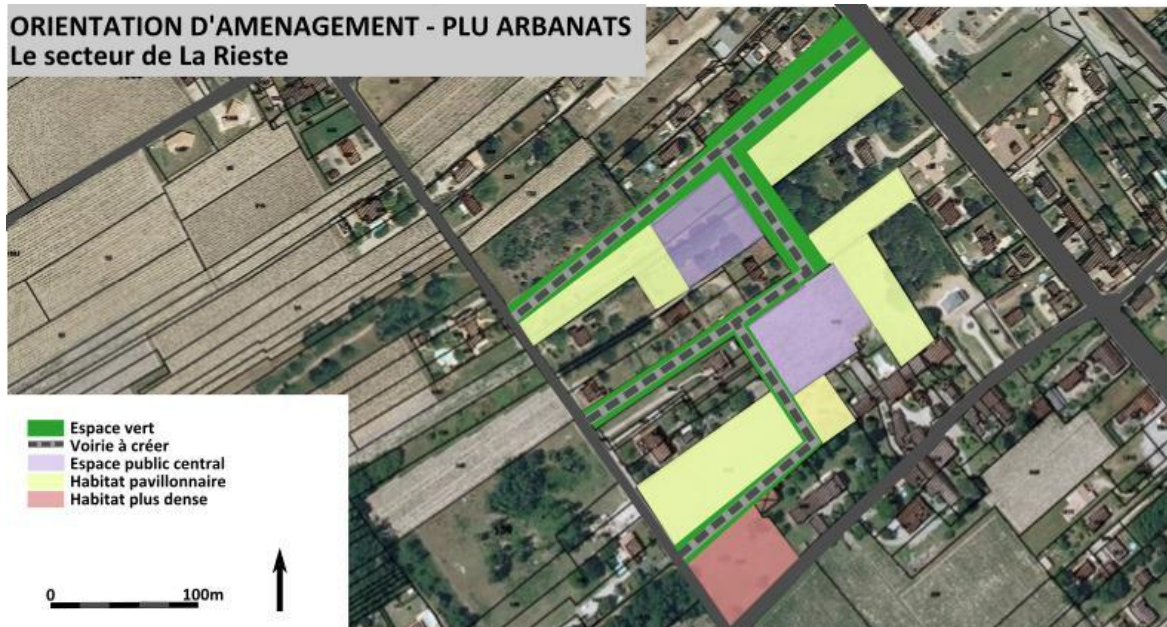 ORIENTATION D'AMENAGEMENT - PLU ARBANATS
Le secteur de La Rieste
Espace vert
Voirie à créer
Espace public central
Habitat pavillonnaire
Habitat plus dense
0
100m